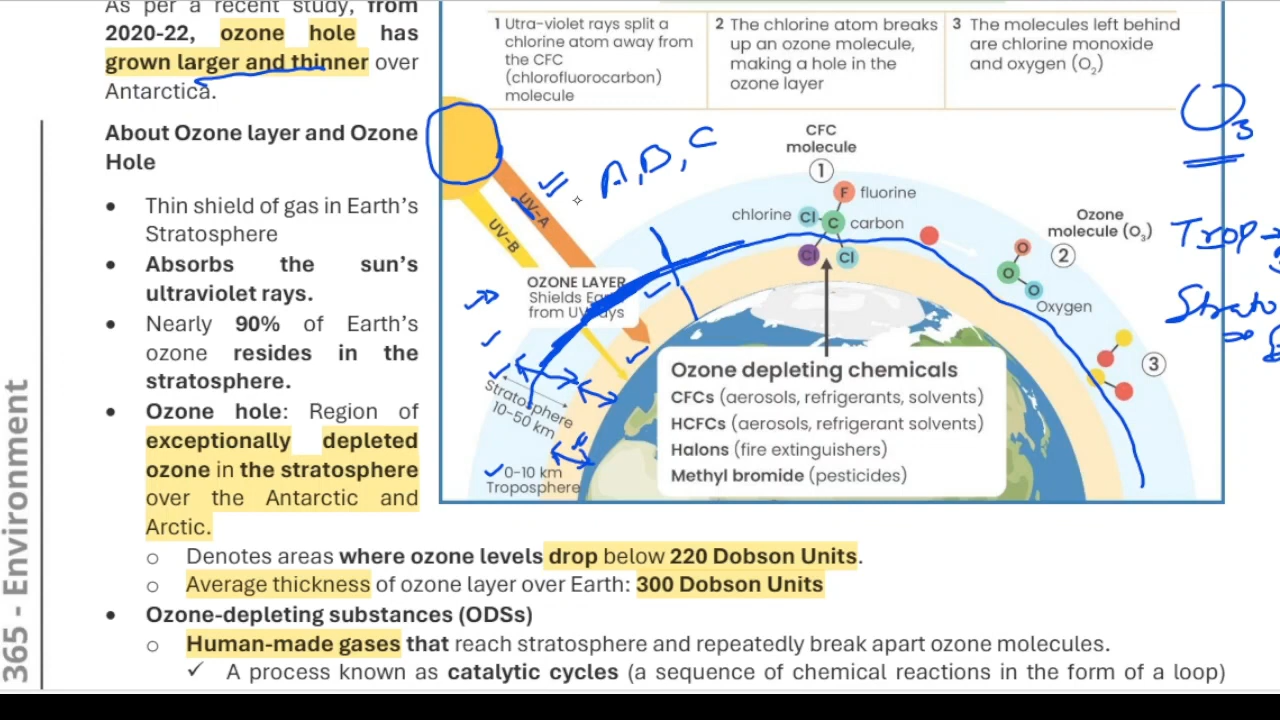 As per a recent study, from
2020-22, ozone hole has
grown larger and thinner over
Antarctica.
About Ozone layer and Ozone
Hole
• Thin shield of gas in Earth's
Stratosphere
• Absorbs the sun's
ultraviolet rays.
• Nearly 90% of Earth's
ozone resides in the
stratosphere.
• Ozone hole: Region of
exceptionally depleted
ozone in the stratosphere
over the Antarctic and
Arctic.
o Denotes areas where ozone levels drop below 220 Dobson Units.
o Average thickness of ozone layer over Earth: 300 Dobson Units
• Ozone-depleting substances (ODSs)
o Human-made gases that reach stratosphere and repeatedly break apart ozone molecules.
✓ A process known as catalytic cycles (a sequence of chemical reactions in the form of a loop)
365 - Environment
1 Utra-violet rays split a
chlorine atom away from
the CFC
(chlorofluorocarbon)
molecule
2 The chlorine atom breaks
up an ozone molecule,
making a hole in the
ozone layer
3 The molecules left behind
are chlorine monoxide
and oxygen (O₂)
O3
A, B, C
UV-A
UV-B
CFC
molecule
1
F fluorine
chlorine Cl C carbon
Cl Cl
Ozone
molecule (O₃)
2
O
O
O
Oxygen
3
Trop
Strato
OZONE LAYER
Shields Ea
from UV ays
Stratosphere
10-50 km
0-10 km
Troposphere
Ozone depleting chemicals
CFCs (aerosols, refrigerants, solvents)
HCFCs (aerosols, refrigerant solvents)
Halons (fire extinguishers)
Methyl bromide (pesticides)